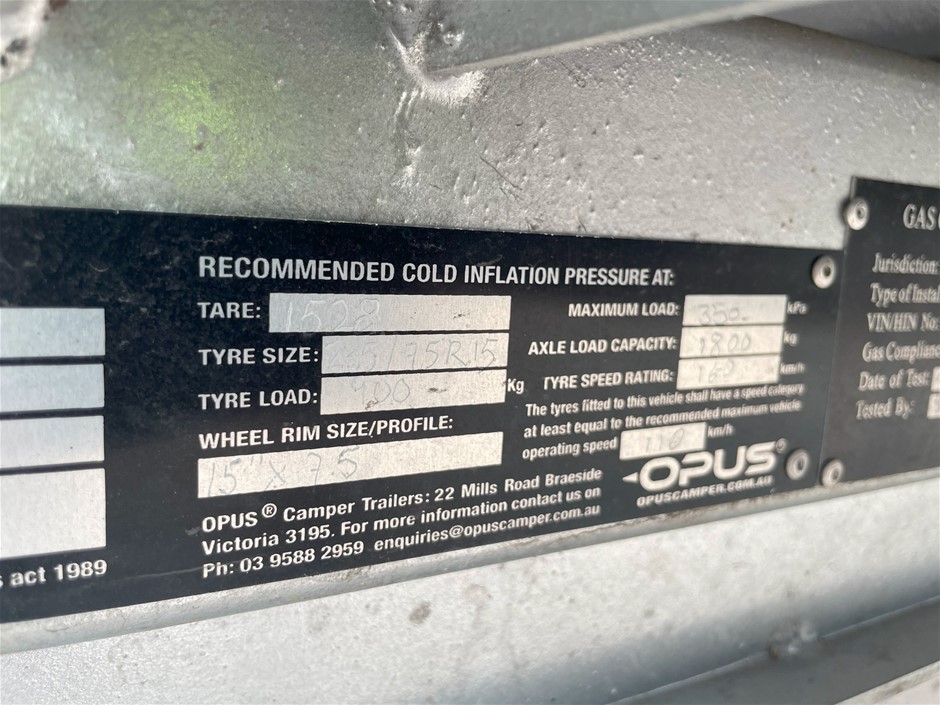 RECOMMENDED COLD INFLATION PRESSURE AT:
TARE: 1528
TYRE SIZE: 235/75R15
TYRE LOAD: 900 - Kg
WHEEL RIM SIZE/PROFILE:
15" X 7.5
MAXIMUM LOAD: 350- kPa
AXLE LOAD CAPACITY: 1800 kg
TYRE SPEED RATING: 160 km/h
The tyres fitted to this vehicle shall have a speed category
at least equal to the recommended maximum vehicle
operating speed 110 km/h
OPUS®
OPUSCAMPER.COM.AU
OPUS® Camper Trailers: 22 Mills Road Braeside
Victoria 3195. For more information contact us on
Ph: 03 9588 2959 enquiries@opuscamper.com.au
s act 1989
GAS
Jurisdiction:
Type of Instal
VIN/HIN No:
Gas Complianc
Date of Test:
Tested By: